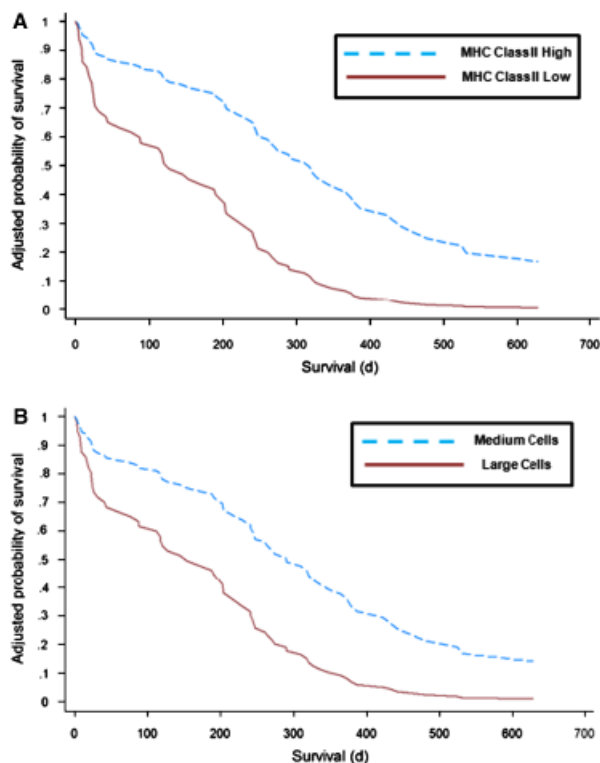 A
Adjusted probability of survival
1
.9
.8
.7
.6
.5
.4
.3
.2
.1
0
MHC ClassII High
MHC ClassII Low
0 100 200 300 400 500 600 700
Survival (d)
B
Adjusted probability of survival
1
.9
.8
.7
.6
.5
.4
.3
.2
.1
0
Medium Cells
Large Cells
0 100 200 300 400 500 600 700
Survival (d)